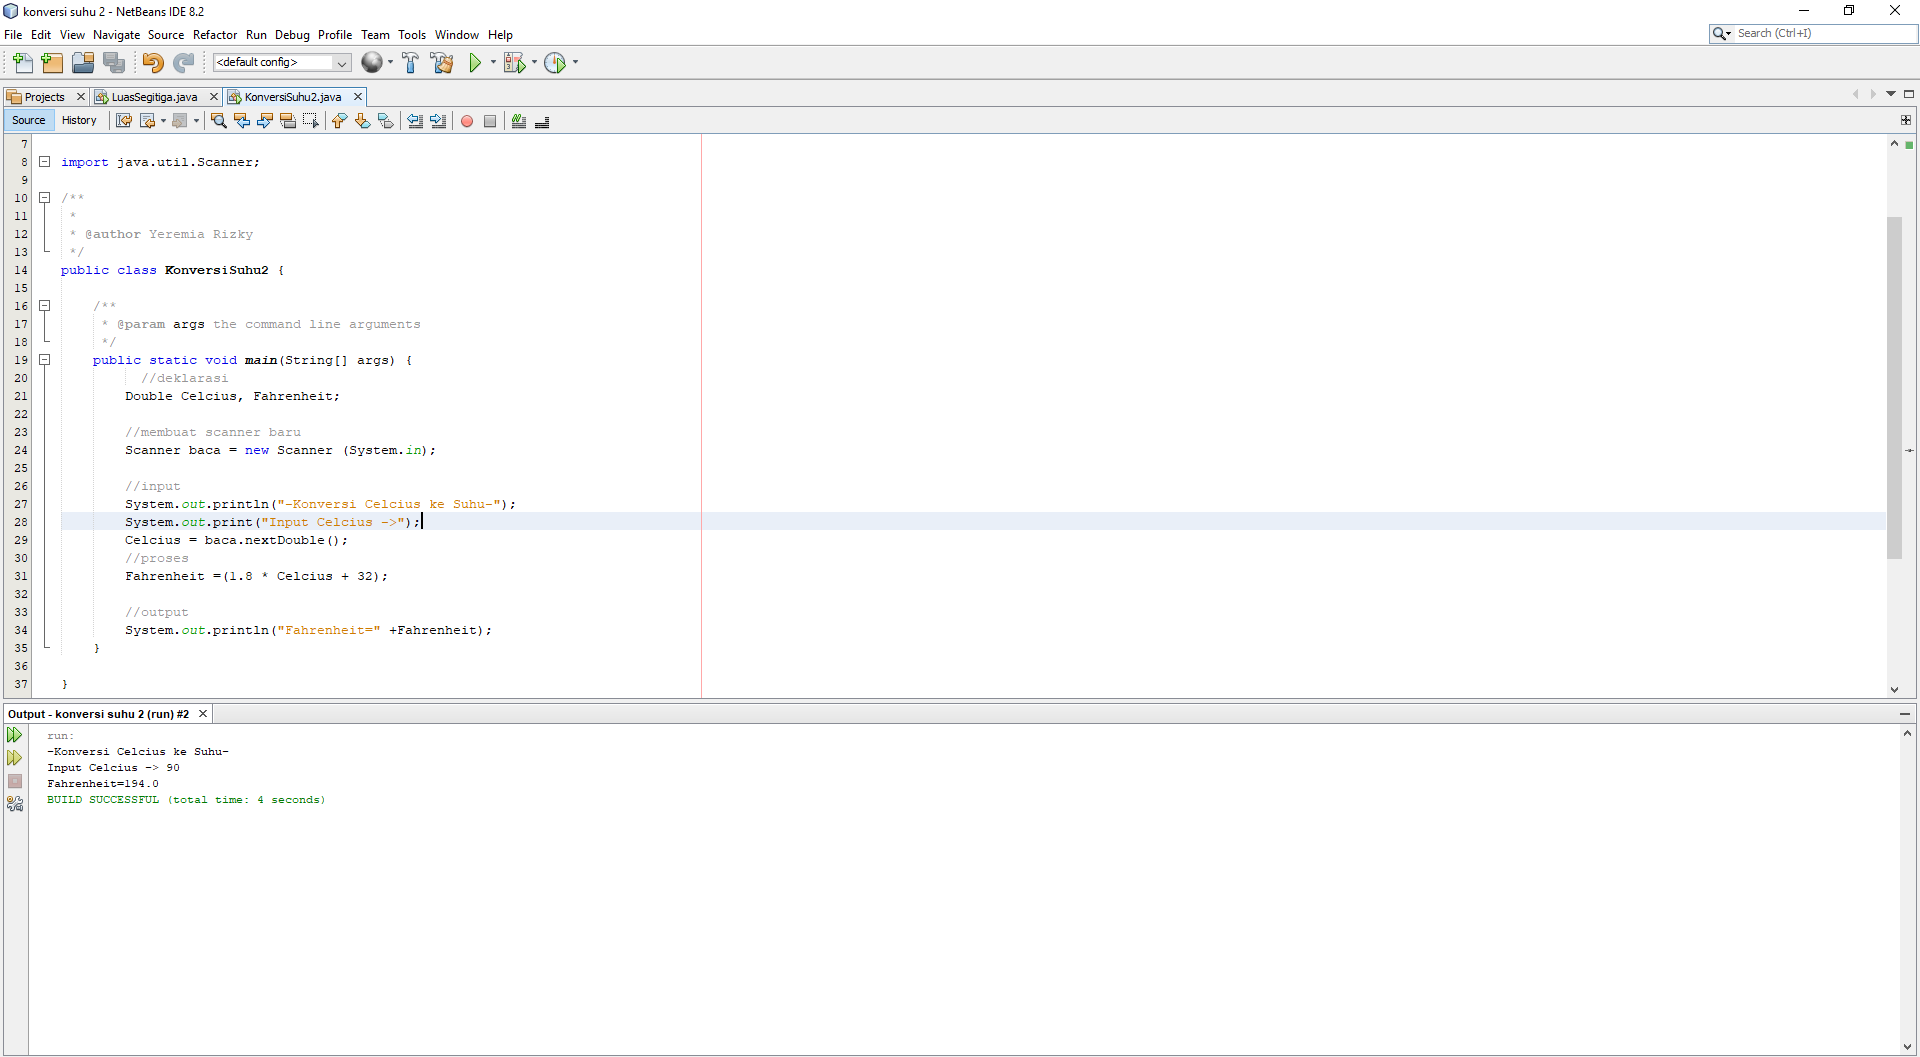 konversi suhu 2 - NetBeans IDE 8.2
File Edit View Navigate Source Refactor Run Debug Profile Team Tools Window Help
Search (Ctrl+I)
<default config>
Projects LuasSegitiga.java KonversiSuhu2.java
Source History
7
8 import java.util.Scanner;
9
10 /**
11 *
12 * @author Yeremia Rizky
13 */
14 public class KonversiSuhu2 {
15
16 /**
17 * @param args the command line arguments
18 */
19 public static void main(String[] args) {
20 //deklarasi
21 Double Celcius, Fahrenheit;
22
23 //membuat scanner baru
24 Scanner baca = new Scanner (System.in);
25
26 //input
27 System.out.println("-Konversi Celcius ke Suhu-");
28 System.out.print("Input Celcius ->");
29 Celcius = baca.nextDouble();
30 //proses
31 Fahrenheit =(1.8 * Celcius + 32);
32
33 //output
34 System.out.println("Fahrenheit=" +Fahrenheit);
35 }
36
37 }
Output - konversi suhu 2 (run) #2
run:
-Konversi Celcius ke Suhu-
Input Celcius -> 90
Fahrenheit=194.0
BUILD SUCCESSFUL (total time: 4 seconds)